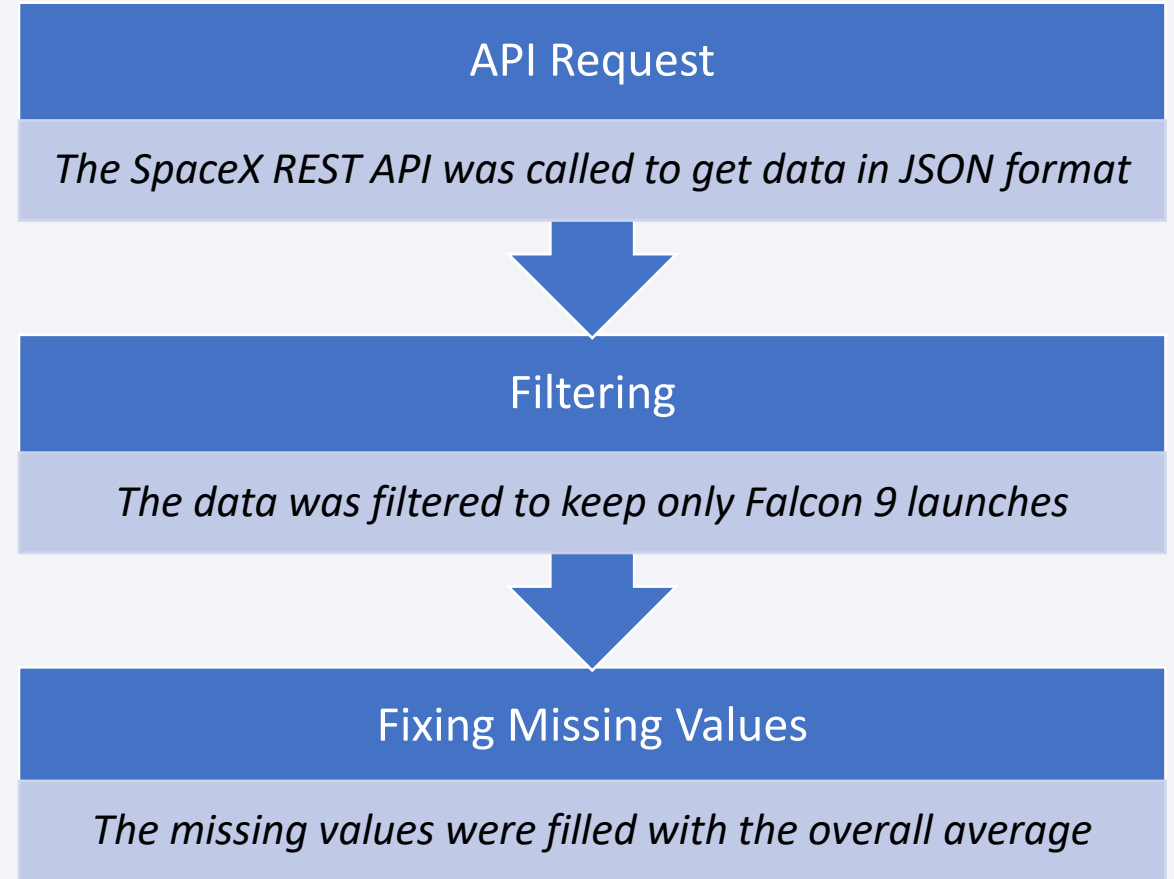 API Request
The SpaceX REST API was called to get data in JSON format
Filtering
The data was filtered to keep only Falcon 9 launches
Fixing Missing Values
The missing values were filled with the overall average